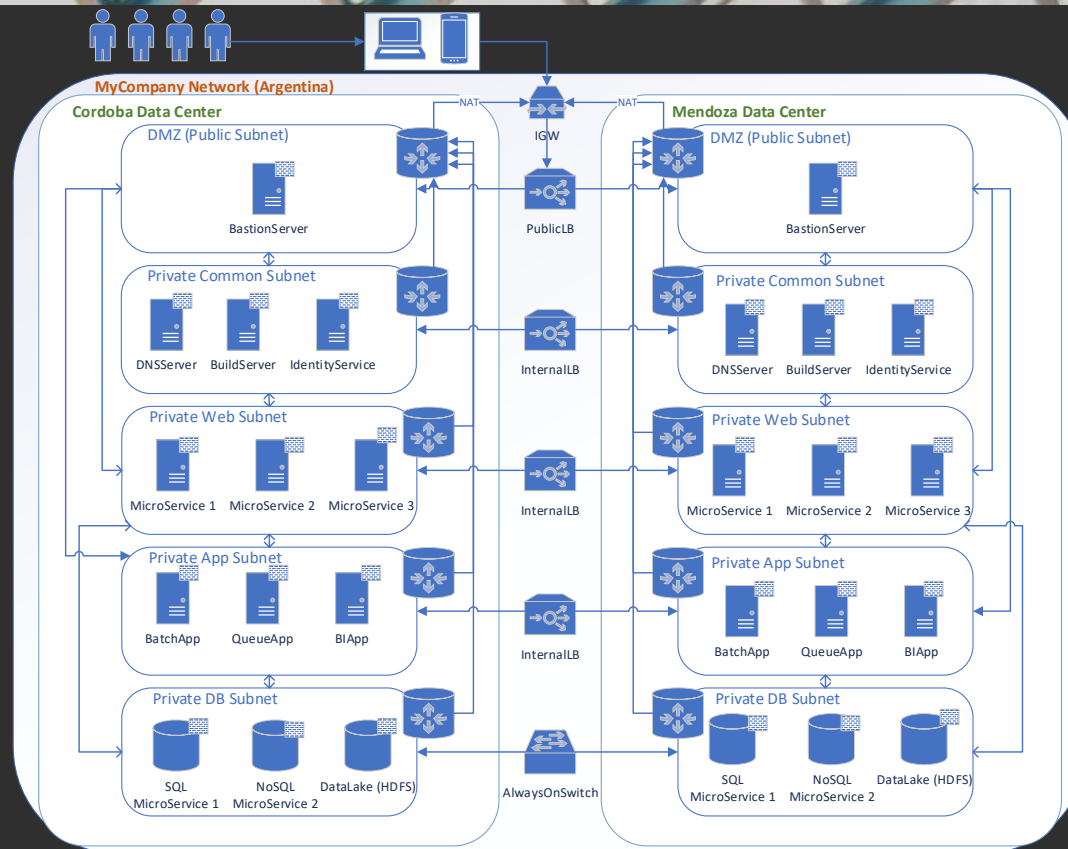 MyCompany Network (Argentina)
Cordoba Data Center
NAT
IGW
NAT
Mendoza Data Center
DMZ (Public Subnet)
BastionServer
PublicLB
DMZ (Public Subnet)
BastionServer
Private Common Subnet
DNSServer
BuildServer
IdentityService
InternalLB
Private Common Subnet
DNSServer
BuildServer
IdentityService
Private Web Subnet
MicroService 1
MicroService 2
MicroService 3
InternalLB
Private Web Subnet
MicroService 1
MicroService 2
MicroService 3
Private App Subnet
BatchApp
QueueApp
BIApp
InternalLB
Private App Subnet
BatchApp
QueueApp
BIApp
Private DB Subnet
SQL
MicroService 1
NoSQL
MicroService 2
DataLake (HDFS)
AlwaysOnSwitch
Private DB Subnet
SQL
MicroService 1
NoSQL
MicroService 2
DataLake (HDFS)